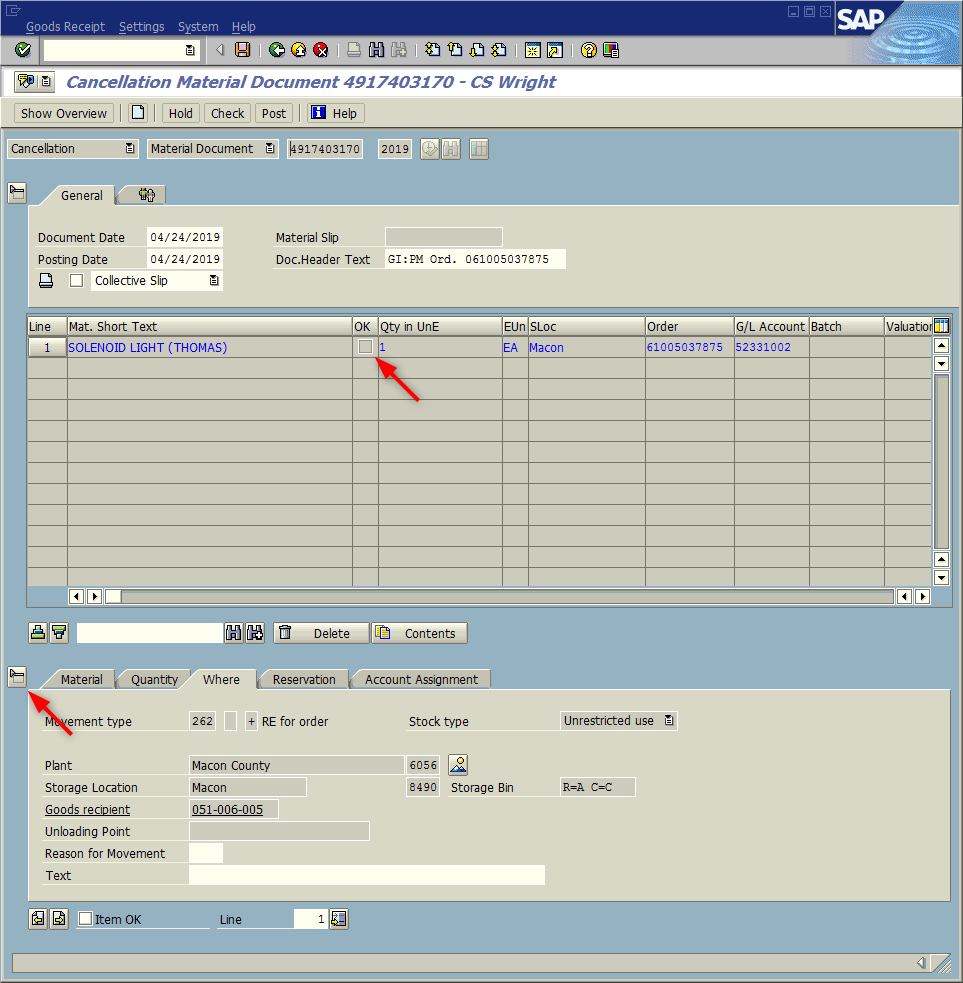 Goods Receipt Settings System Help
SAP
Cancellation Material Document 4917403170 - CS Wright
Show Overview Hold Check Post Help
Cancellation Material Document 4917403170 2019
General
Document Date 04/24/2019 Material Slip
Posting Date 04/24/2019 Doc.Header Text GI:PM Ord. 061005037875
Collective Slip
Line Mat. Short Text OK Qty in UnE EUn SLoc Order G/L Account Batch Valuation
1 SOLENOID LIGHT (THOMAS) 1 EA Macon 61005037875 52331002
Delete Contents
Material Quantity Where Reservation Account Assignment
Movement type 262 + RE for order Stock type Unrestricted use
Plant Macon County 6056
Storage Location Macon 8490 Storage Bin R=A C=C
Goods recipient 051-006-005
Unloading Point
Reason for Movement
Text
Item OK Line 1